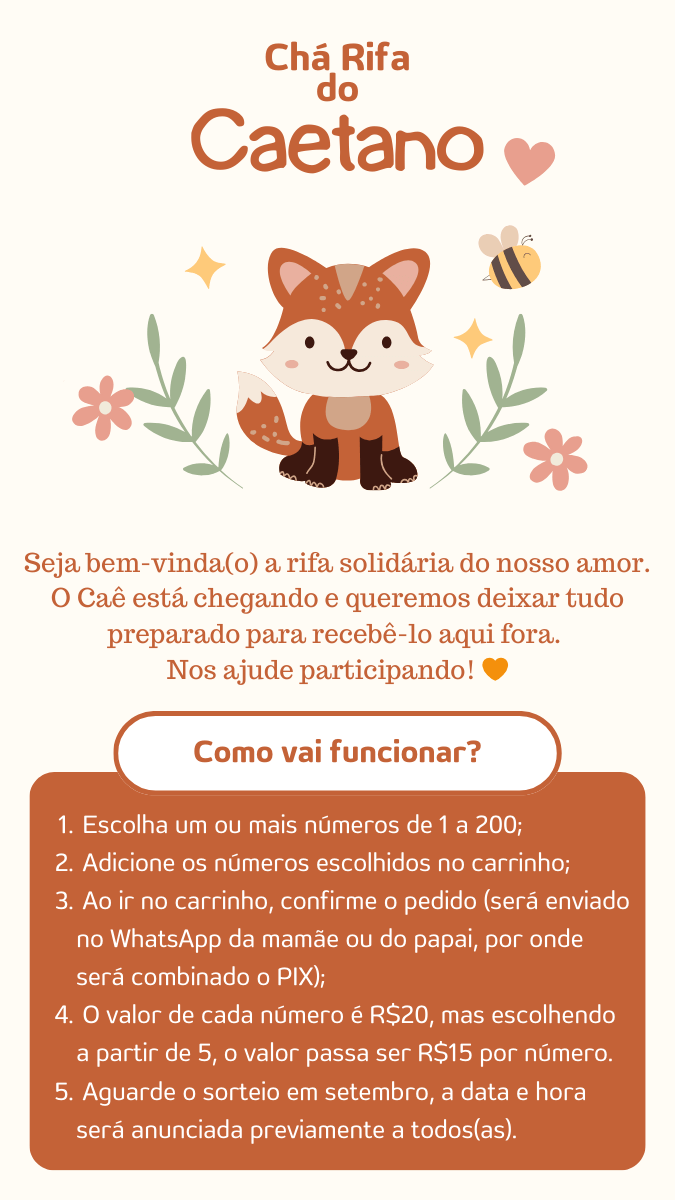 Chá Rifa
do
Caetano
Seja bem-vinda(o) a rifa solidária do nosso amor.
O Caê está chegando e queremos deixar tudo
preparado para recebê-lo aqui fora.
Nos ajude participando! 🧡
Como vai funcionar?
1. Escolha um ou mais números de 1 a 200;
2. Adicione os números escolhidos no carrinho;
3. Ao ir no carrinho, confirme o pedido (será enviado
no WhatsApp da mamãe ou do papai, por onde
será combinado o PIX);
4. O valor de cada número é R$20, mas escolhendo
a partir de 5, o valor passa ser R$15 por número.
5. Aguarde o sorteio em setembro, a data e hora
será anunciada previamente a todos(as).